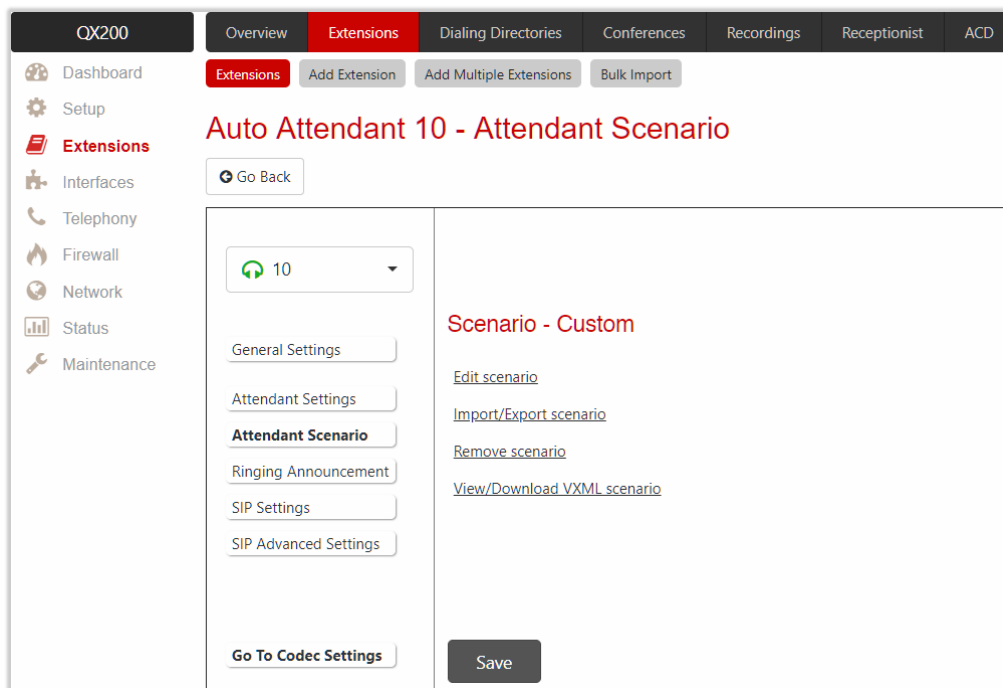 QX200
Overview
Extensions
Dialing Directories
Conferences
Recordings
Receptionist
ACD
Dashboard
Setup
Extensions
Interfaces
Telephony
Firewall
Network
Status
Maintenance
Extensions
Add Extension
Add Multiple Extensions
Bulk Import
Auto Attendant 10 - Attendant Scenario
Go Back
10
General Settings
Attendant Settings
Attendant Scenario
Ringing Announcement
SIP Settings
SIP Advanced Settings
Go To Codec Settings
Scenario - Custom
Edit scenario
Import/Export scenario
Remove scenario
View/Download VXML scenario
Save